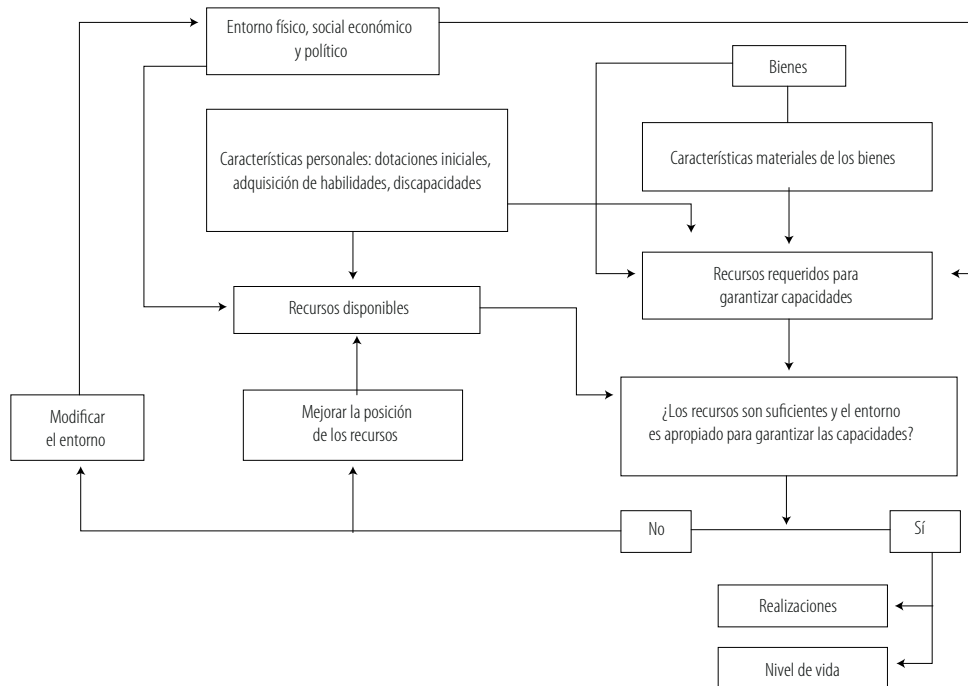 Entorno físico, social económico
y político
Bienes
Características personales: dotaciones iniciales,
adquisición de habilidades, discapacidades
Características materiales de los bienes
Recursos requeridos para
garantizar capacidades
Recursos disponibles
Modificar
el entorno
Mejorar la posición
de los recursos
¿Los recursos son suficientes y el entorno
es apropiado para garantizar las capacidades?
No
Sí
Realizaciones
Nivel de vida